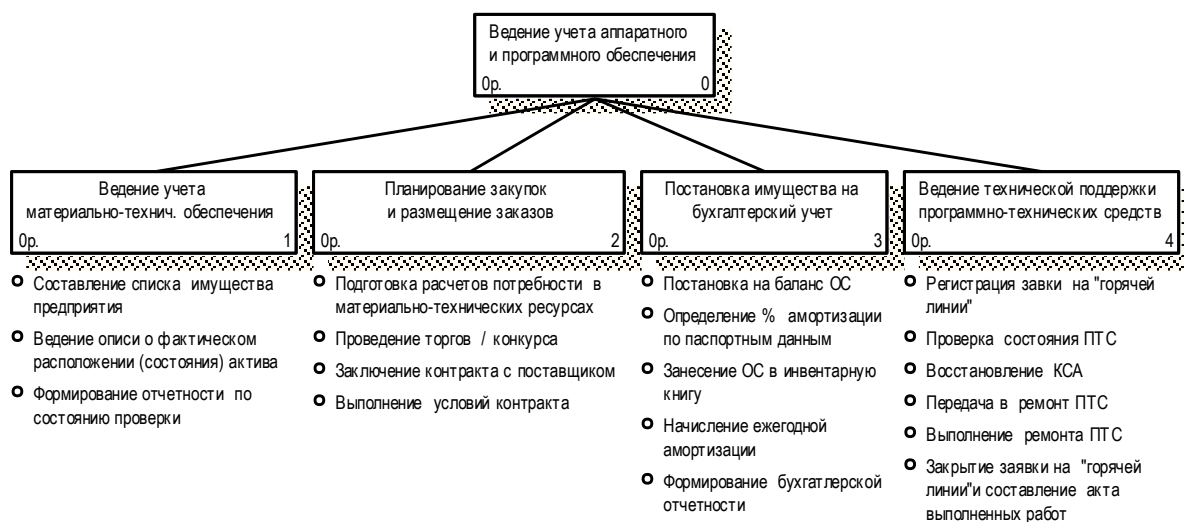 Ведение учета аппаратного
и программного обеспечения
0р. 0
Ведение учета
материально-технич. обеспечения
0р. 1
Планирование закупок
и размещение заказов
0р. 2
Постановка имущества на
бухгалтерский учет
0р. 3
Ведение технической поддержки
программно-технических средств
0р. 4
Составление списка имущества
предприятия
Ведение описи о фактическом
расположении (состояния) актива
Формирование отчетности по
состоянию проверки
Подготовка расчетов потребности в
материально-технических ресурсах
Проведение торгов / конкурса
Заключение контракта с поставщиком
Выполнение условий контракта
Постановка на баланс ОС
Определение % амортизации
по паспортным данным
Занесение ОС в инвентарную
книгу
Начисление ежегодной
амортизации
Формирование бухгатлерской
отчетности
Регистрация завки на "горячей
линии"
Проверка состояния ПТС
Восстановление КСА
Передача в ремонт ПТС
Выполнение ремонта ПТС
Закрытие заявки на "горячей
линии"и составление акта
выполненных работ